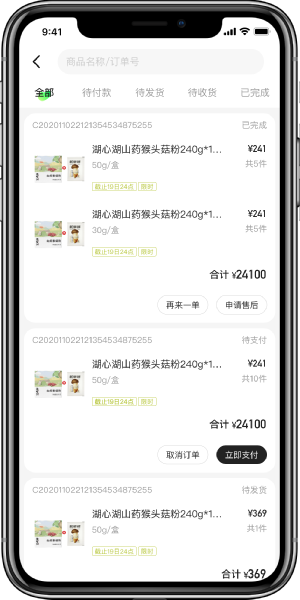 9:41
商品名称/订单号
全部 待付款 待发货 待收货 已完成
C202011022121354534875255 已完成
湖心湖山药猴头菇粉240g*1... ¥241
50g/盒 共5件
截止19日24点 限时
湖心湖山药猴头菇粉240g*1... ¥241
30g/盒 共5件
截止19日24点 限时
合计 ¥24100
再来一单 申请售后
C202011022121354534875255 待支付
湖心湖山药猴头菇粉240g*1... ¥241
50g/盒 共10件
截止19日24点 限时
合计 ¥24100
取消订单 立即支付
C202011022121354534875255 待发货
湖心湖山药猴头菇粉240g*1... ¥369
50g/盒 共1件
截止19日24点 限时
合计 ¥369